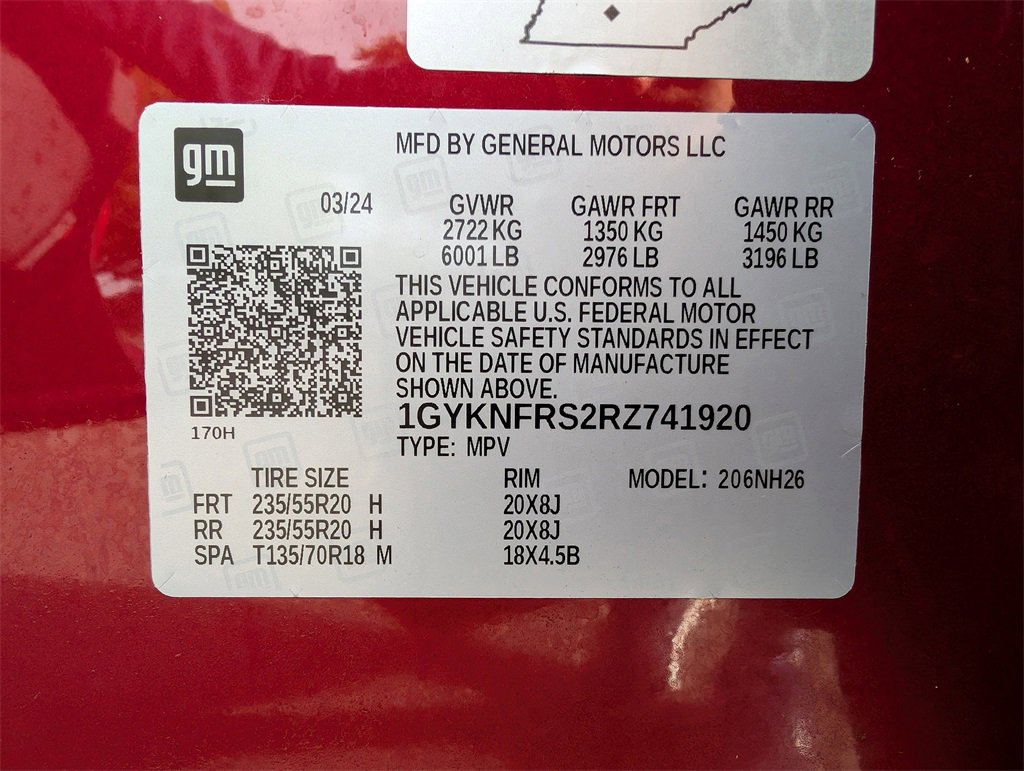 gm
MFD BY GENERAL MOTORS LLC
03/24 GVWR GAWR FRT GAWR RR
2722 KG 1350 KG 1450 KG
6001 LB 2976 LB 3196 LB
THIS VEHICLE CONFORMS TO ALL
APPLICABLE U.S. FEDERAL MOTOR
VEHICLE SAFETY STANDARDS IN EFFECT
ON THE DATE OF MANUFACTURE
SHOWN ABOVE.
1GYKNFRS2RZ741920
170H
TYPE: MPV
TIRE SIZE RIM MODEL: 206NH26
FRT 235/55R20 H 20X8J
RR 235/55R20 H 20X8J
SPA T135/70R18 M 18X4.5B